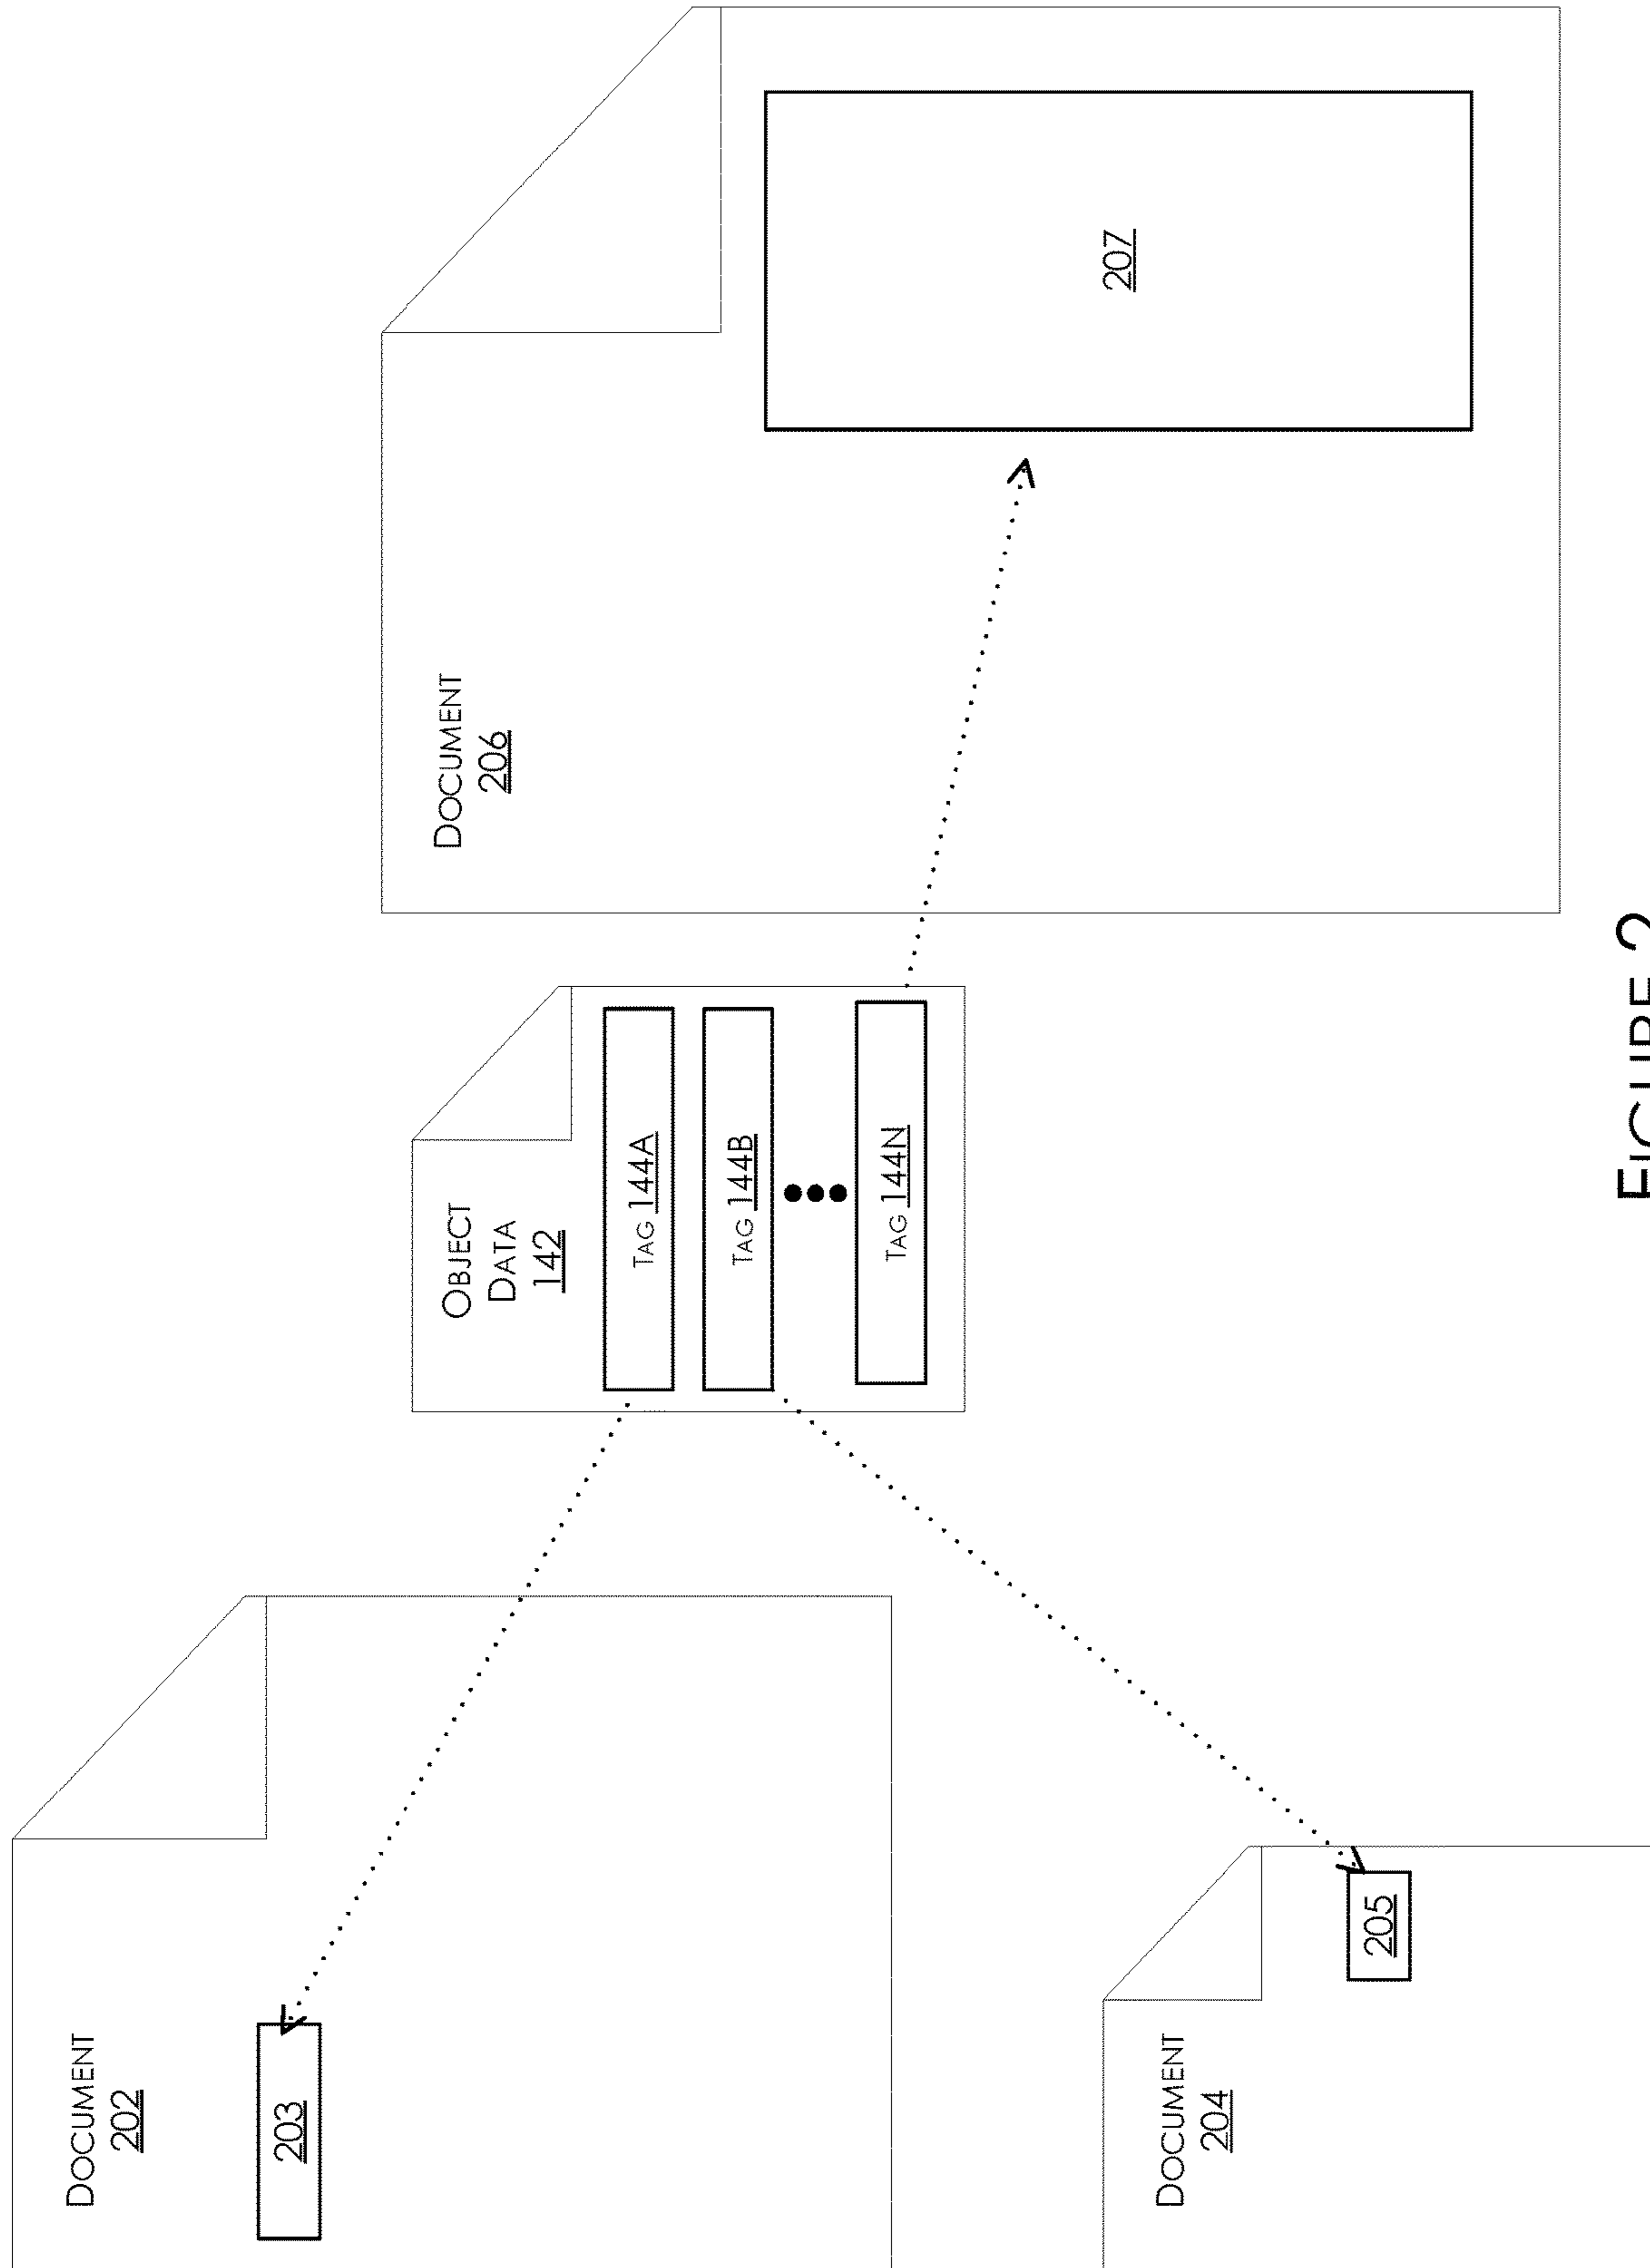 DOCUMENT
202
203
DOCUMENT
204
205
OBJECT
DATA
142
TAG 144A
TAG 144B
TAG 144N
DOCUMENT
206
207
FIGURE 2